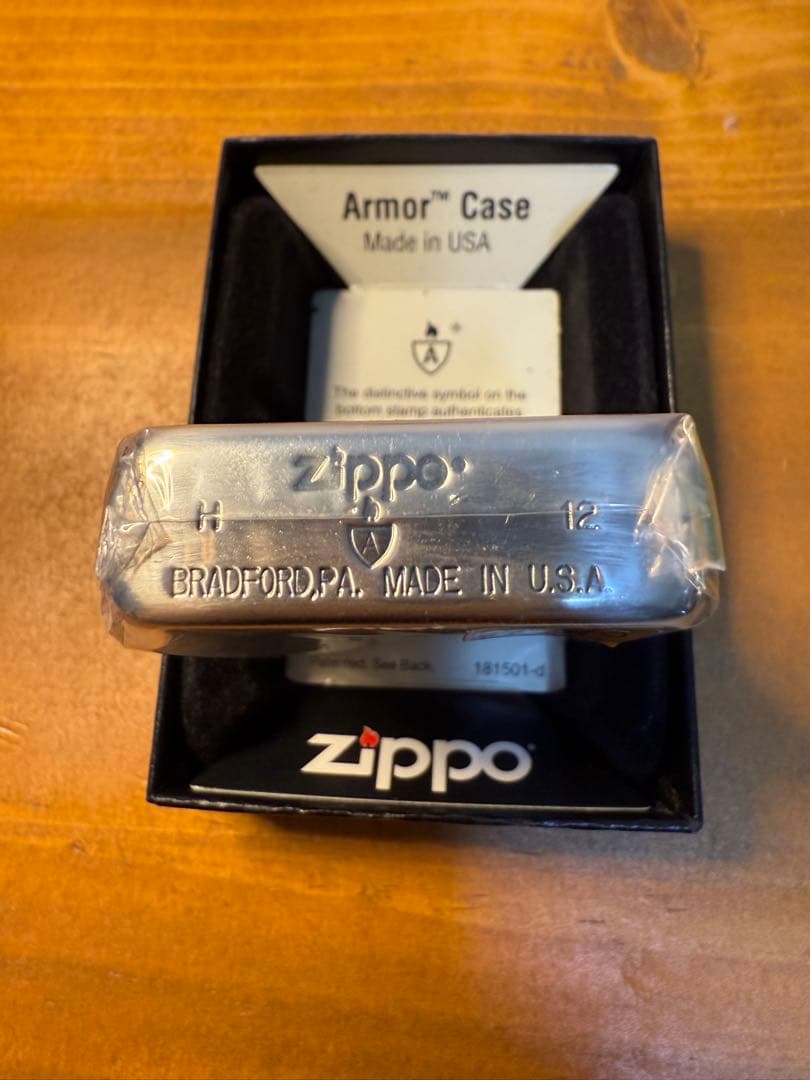 Armor™ Case
Made in USA
A
The distinctive symbol on the
bottom stamp authenticates
zippo
H 12
A
BRADFORD,PA. MADE IN U.S.A.
See Back. 181501-d
zippo